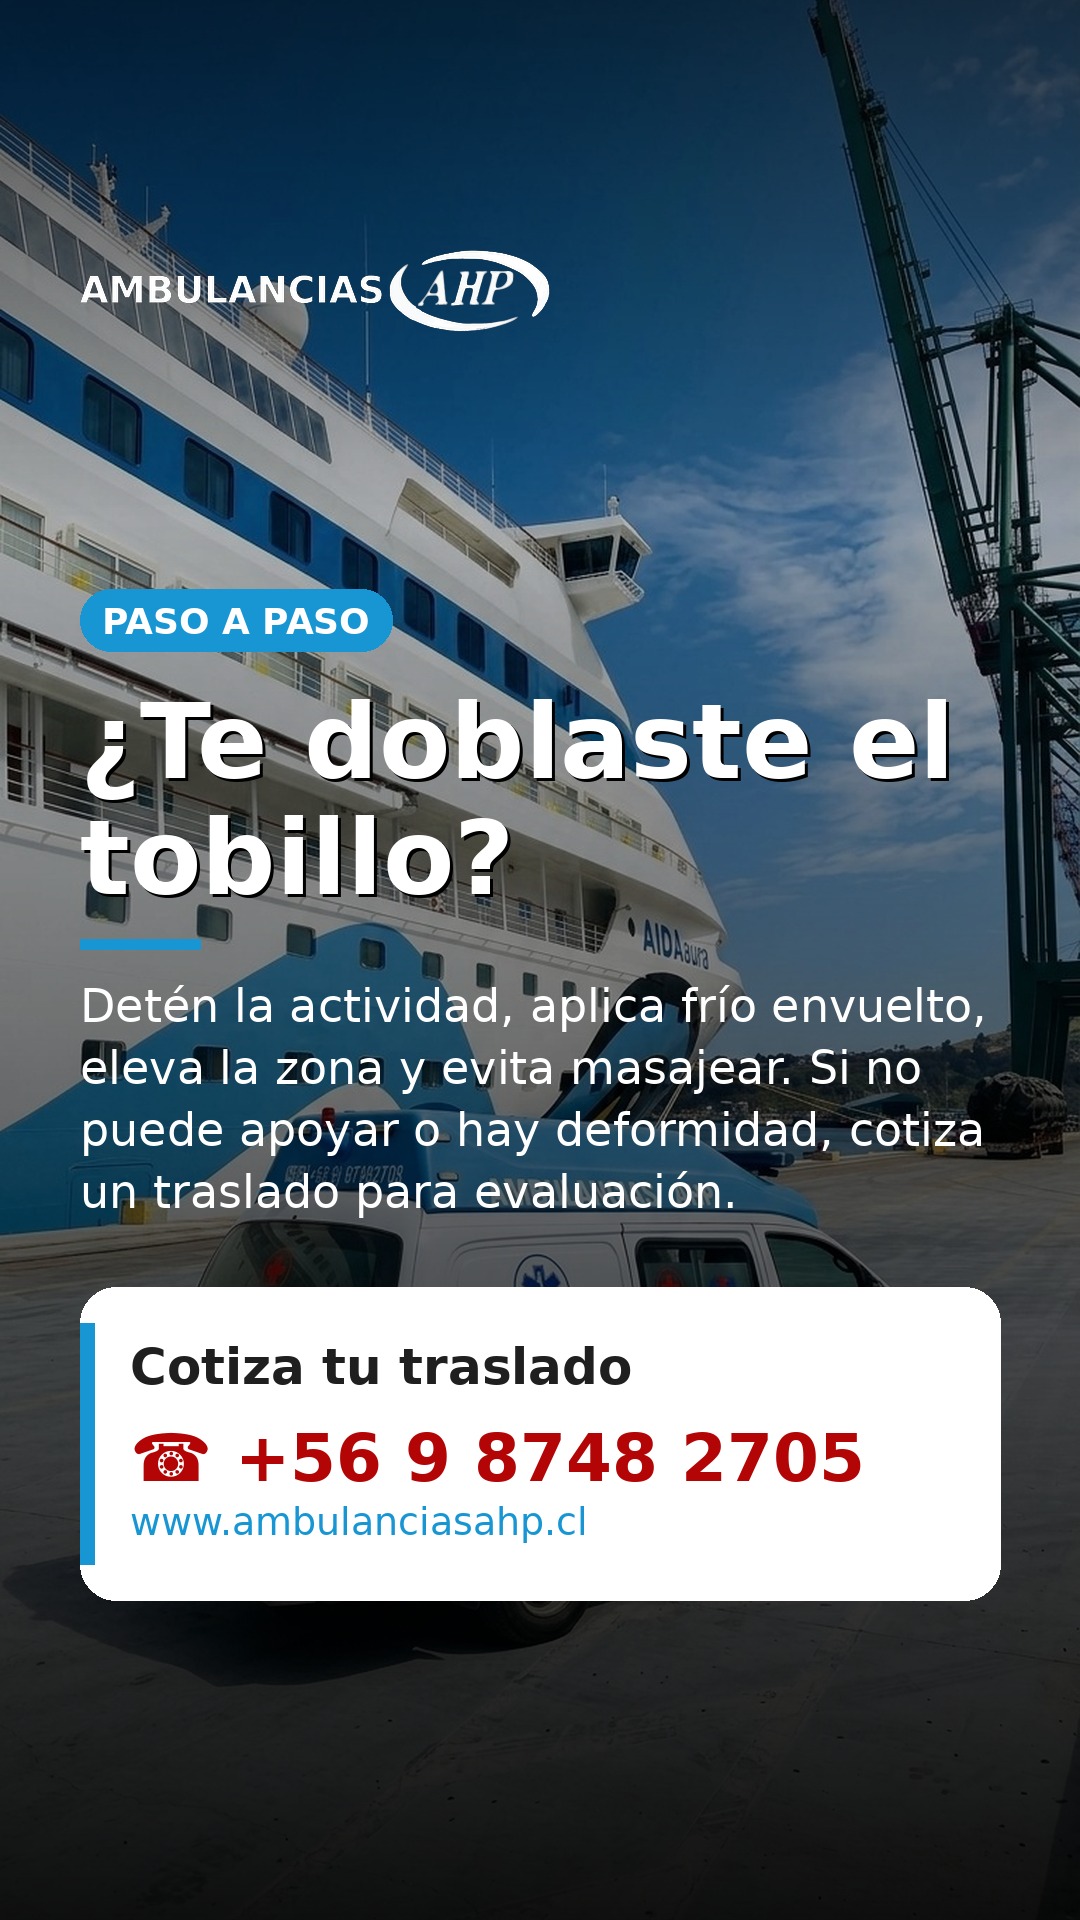 AMBULANCIAS AHP
PASO A PASO
¿Te doblaste el
tobillo?
AIDAaura
Detén la actividad, aplica frío envuelto,
eleva la zona y evita masajear. Si no
puede apoyar o hay deformidad, cotiza
un traslado para evaluación.
Cotiza tu traslado
☎ +56 9 8748 2705
www.ambulanciasahp.cl